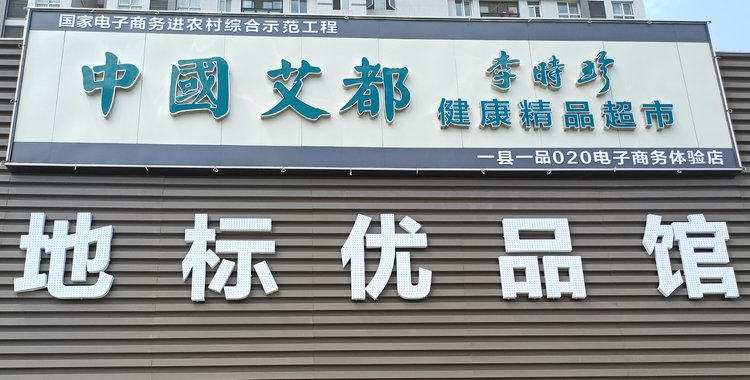 国家电子商务进农村综合示范工程
中國艾都
李時珍
健康精品超市
一县一品020电子商务体验店
地标优品馆